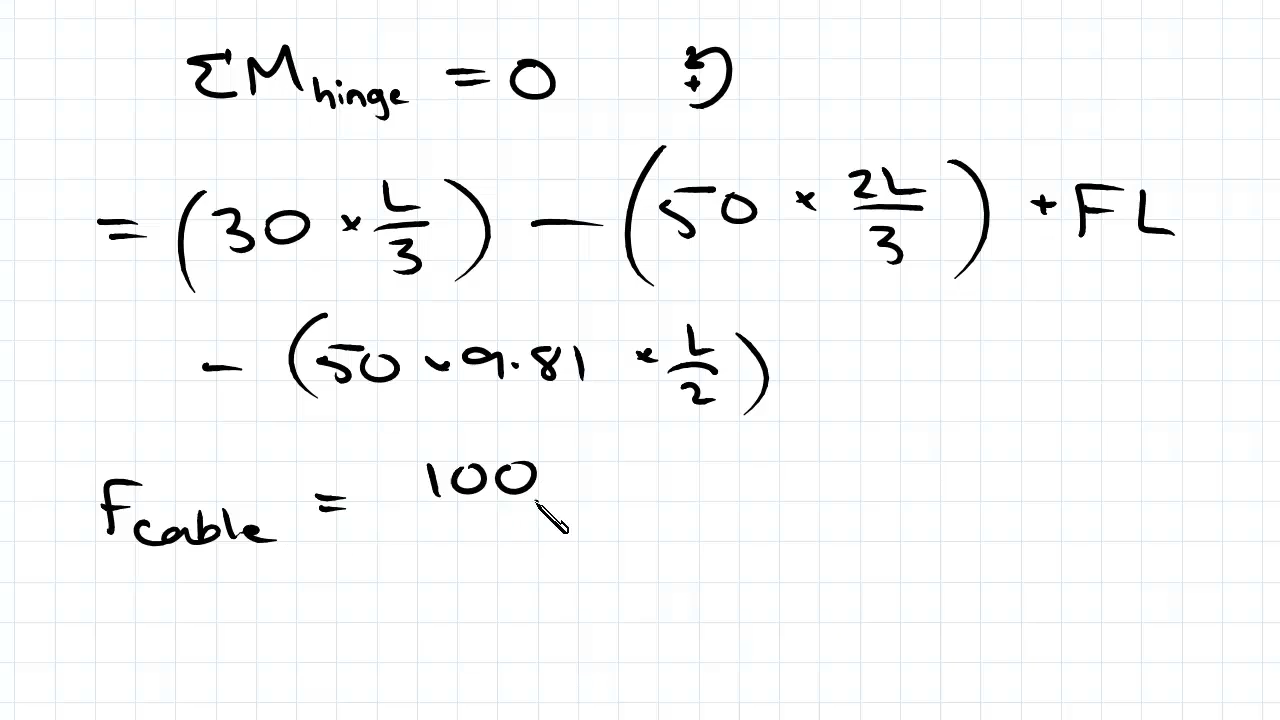 ΣM_hinge = 0 ↺ +
= (30 × L/3) − (50 × 2L/3) + FL
− (50 × 9.81 × L/2)
F_cable = 100